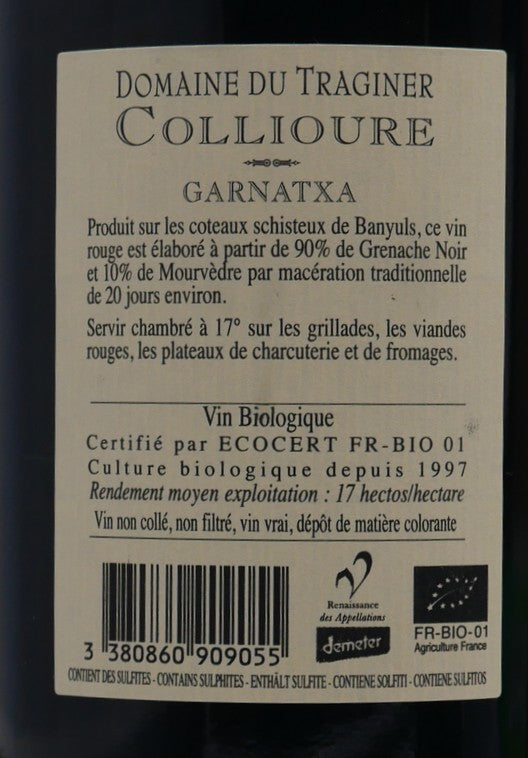 DOMAINE DU TRAGINER
COLLIOURE
GARNATXA
Produit sur les coteaux schisteux de Banyuls, ce vin
rouge est élaboré à partir de 90% de Grenache Noir
et 10% de Mourvèdre par macération traditionnelle
de 20 jours environ.
Servir chambré à 17° sur les grillades, les viandes
rouges, les plateaux de charcuterie et de fromages.
Vin Biologique
Certifié par ECOCERT FR-BIO 01
Culture biologique depuis 1997
Rendement moyen exploitation : 17 hectos/hectare
Vin non collé, non filtré, vin vrai, dépôt de matière colorante
3 380860 909055
Renaissance
des Appellations
demeter
FR-BIO-01
Agriculture France
CONTIENT DES SULFITES - CONTAINS SULPHITES - ENTHÄLT SULFITE - CONTIENE SOLFITI - CONTIENE SULFITOS